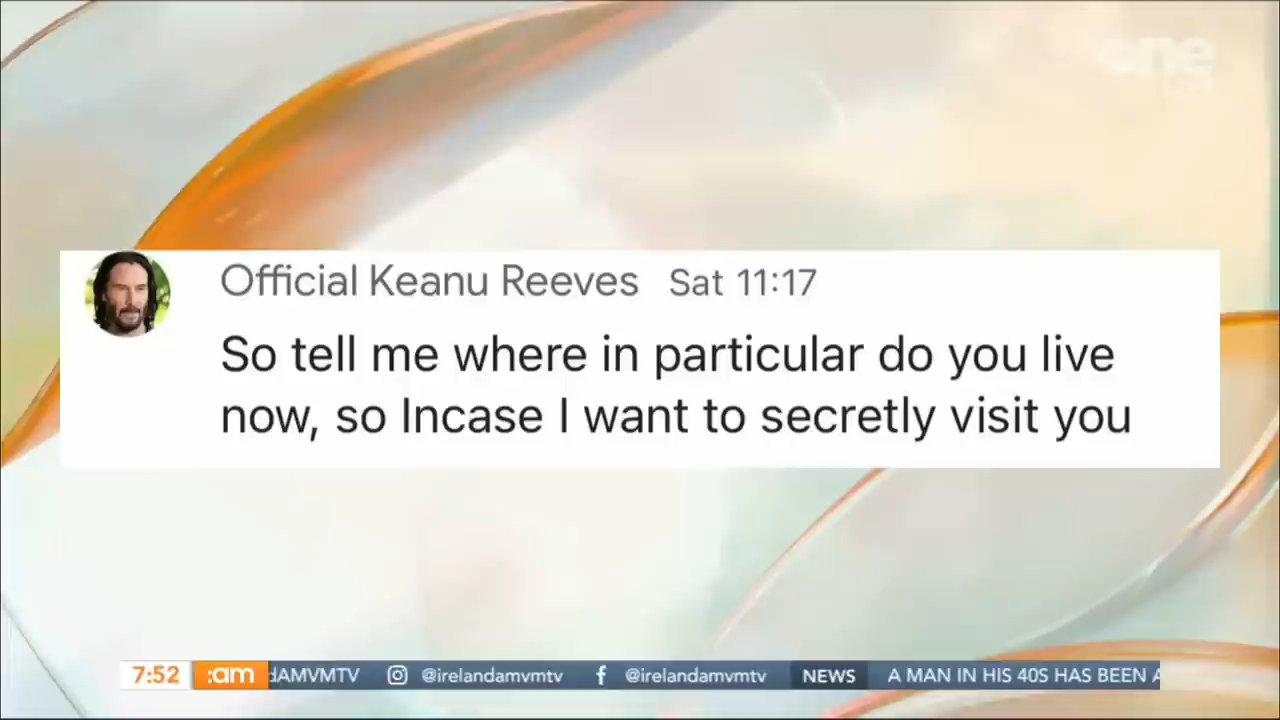 one
Official Keanu Reeves Sat 11:17
So tell me where in particular do you live
now, so Incase I want to secretly visit you
7:52 :am @irelandamvmtv @irelandamvmtv NEWS A MAN IN HIS 40S HAS BEEN